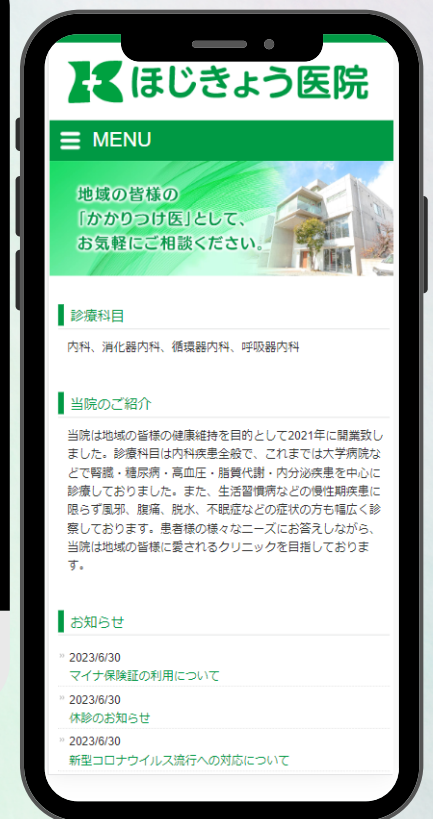 ほじきょう医院
MENU
地域の皆様の
「かかりつけ医」として、
お気軽にご相談ください。
診療科目
内科、消化器内科、循環器内科、呼吸器内科
当院のご紹介
当院は地域の皆様の健康維持を目的として2021年に開業致し
ました。診療科目は内科疾患全般で、これまでは大学病院な
どで腎臓・糖尿病・高血圧・脂質代謝・内分泌疾患を中心に
診療しておりました。また、生活習慣病などの慢性期疾患に
限らず風邪、腹痛、脱水、不眠症などの症状の方も幅広く診
察しております。患者様の様々なニーズにお答えしながら、
当院は地域の皆様に愛されるクリニックを目指しておりま
す。
お知らせ
» 2023/6/30
マイナ保険証の利用について
» 2023/6/30
休診のお知らせ
» 2023/6/30
新型コロナウイルス流行への対応について